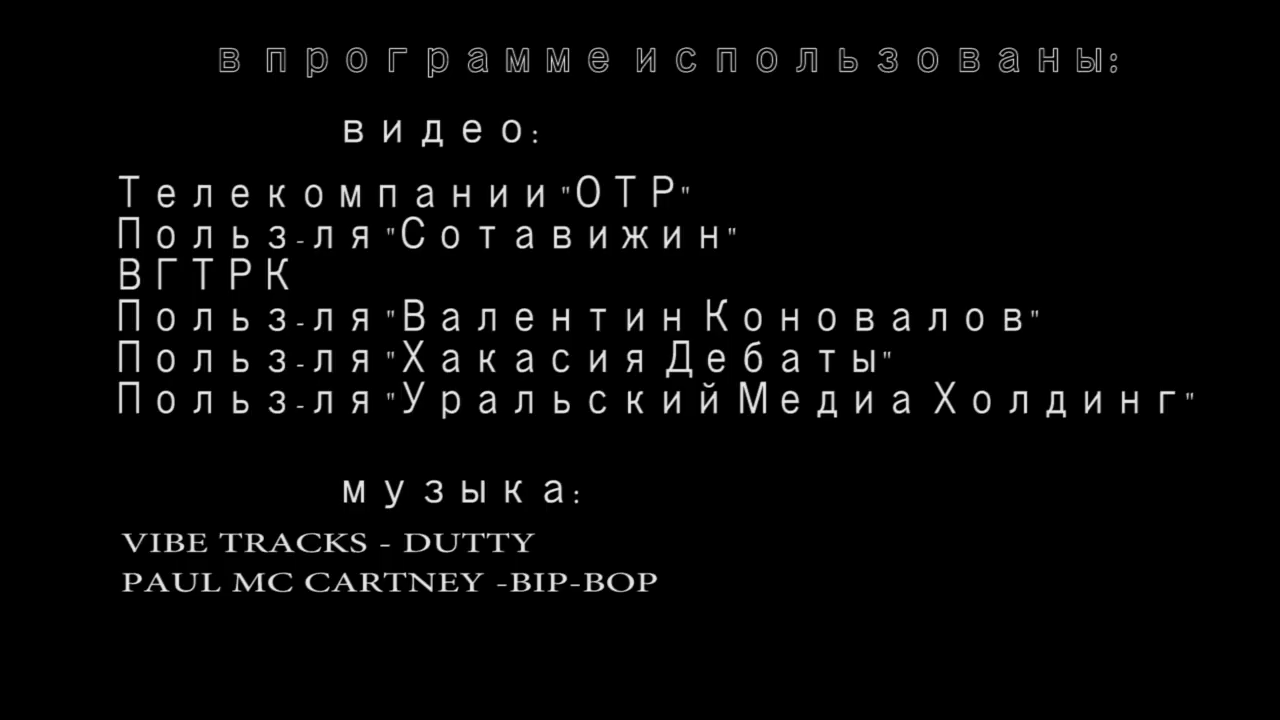 в программе использованы:
видео:
Телекомпании "ОТР"
Польз-ля "Сотавижин"
ВГТРК
Польз-ля "Валентин Коновалов"
Польз-ля "Хакасия Дебаты"
Польз-ля "Уральский Медиа Холдинг"
музыка:
VIBE TRACKS - DUTTY
PAUL MC CARTNEY -BIP-BOP